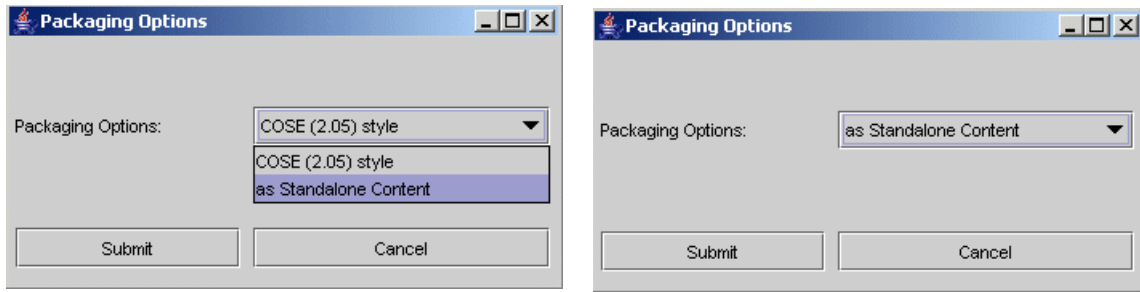 Packaging Options
Packaging Options:
COSE (2.05) style
COSE (2.05) style
as Standalone Content
Submit
Cancel
Packaging Options
Packaging Options:
as Standalone Content
Submit
Cancel